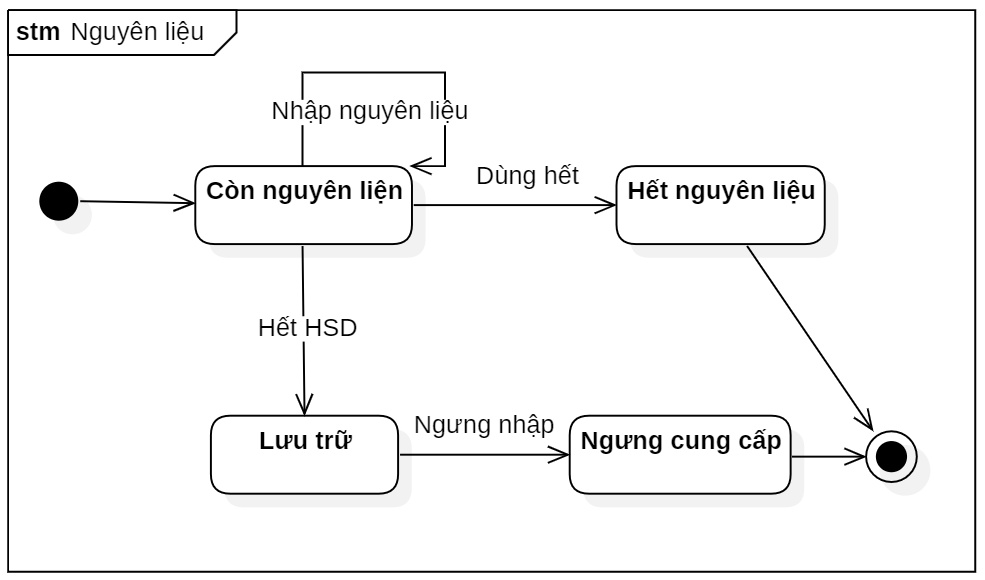 stm Nguyên liệu
Nhập nguyên liệu
Còn nguyên liện
Dùng hết
Hết nguyên liệu
Hết HSD
Lưu trữ
Ngưng nhập
Ngưng cung cấp